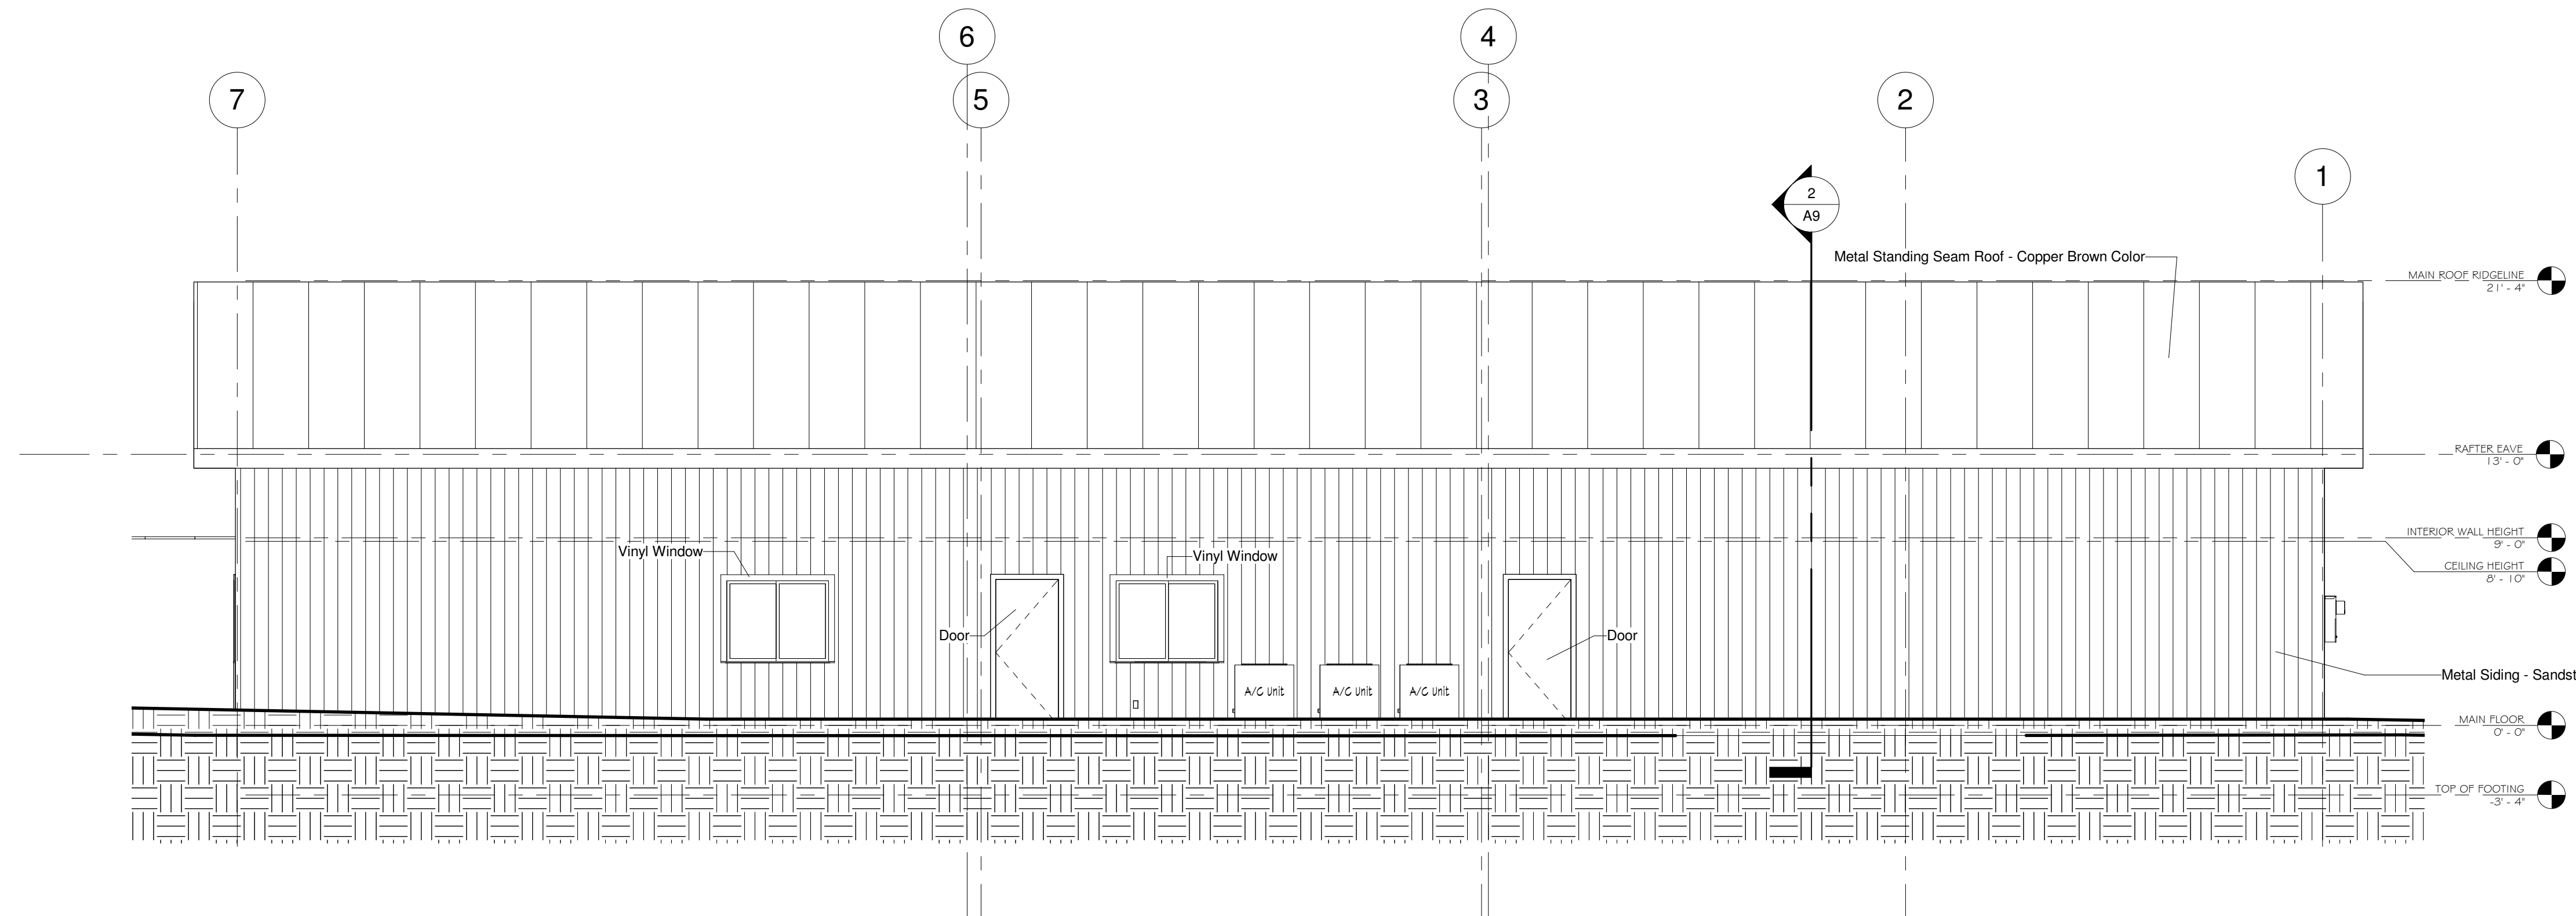 6
4
7
5
3
2
1
2
A9
Metal Standing Seam Roof - Copper Brown Color
MAIN ROOF RIDGELINE
21' - 4"
RAFTER EAVE
13' - 0"
INTERIOR WALL HEIGHT
9' - 0"
Vinyl Window
Vinyl Window
CEILING HEIGHT
8' - 10"
Door
Door
Metal Siding - Sandst
A/C Unit
A/C Unit
A/C Unit
MAIN FLOOR
0' - 0"
TOP OF FOOTING
-3' - 4"